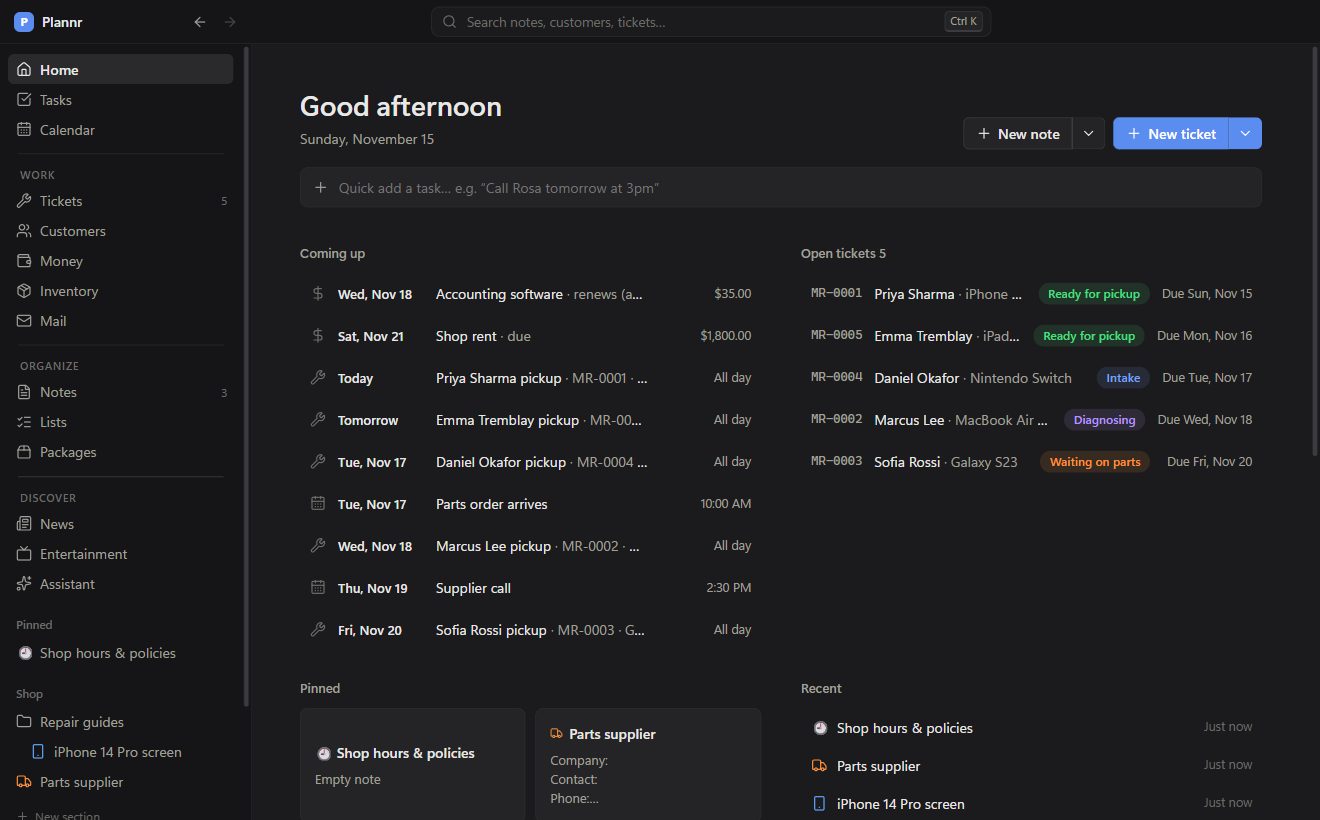 P Plannr
Search notes, customers, tickets... Ctrl K
Home
Tasks
Calendar
WORK
Tickets 5
Customers
Money
Inventory
Mail
ORGANIZE
Notes 3
Lists
Packages
DISCOVER
News
Entertainment
Assistant
Pinned
Shop hours & policies
Shop
Repair guides
iPhone 14 Pro screen
Parts supplier
+ New section
Good afternoon
Sunday, November 15
+ New note
+ New ticket
+ Quick add a task... e.g. “Call Rosa tomorrow at 3pm”
Coming up
$ Wed, Nov 18 Accounting software · renews (a... $35.00
$ Sat, Nov 21 Shop rent · due $1,800.00
Today Priya Sharma pickup · MR-0001 · ... All day
Tomorrow Emma Tremblay pickup · MR-00... All day
Tue, Nov 17 Daniel Okafor pickup · MR-0004 ... All day
Tue, Nov 17 Parts order arrives 10:00 AM
Wed, Nov 18 Marcus Lee pickup · MR-0002 · ... All day
Thu, Nov 19 Supplier call 2:30 PM
Fri, Nov 20 Sofia Rossi pickup · MR-0003 · G... All day
Open tickets 5
MR-0001 Priya Sharma · iPhone ... Ready for pickup Due Sun, Nov 15
MR-0005 Emma Tremblay · iPad... Ready for pickup Due Mon, Nov 16
MR-0004 Daniel Okafor · Nintendo Switch Intake Due Tue, Nov 17
MR-0002 Marcus Lee · MacBook Air ... Diagnosing Due Wed, Nov 18
MR-0003 Sofia Rossi · Galaxy S23 Waiting on parts Due Fri, Nov 20
Pinned
Shop hours & policies
Empty note
Parts supplier
Company:
Contact:
Phone:...
Recent
Shop hours & policies Just now
Parts supplier Just now
iPhone 14 Pro screen Just now